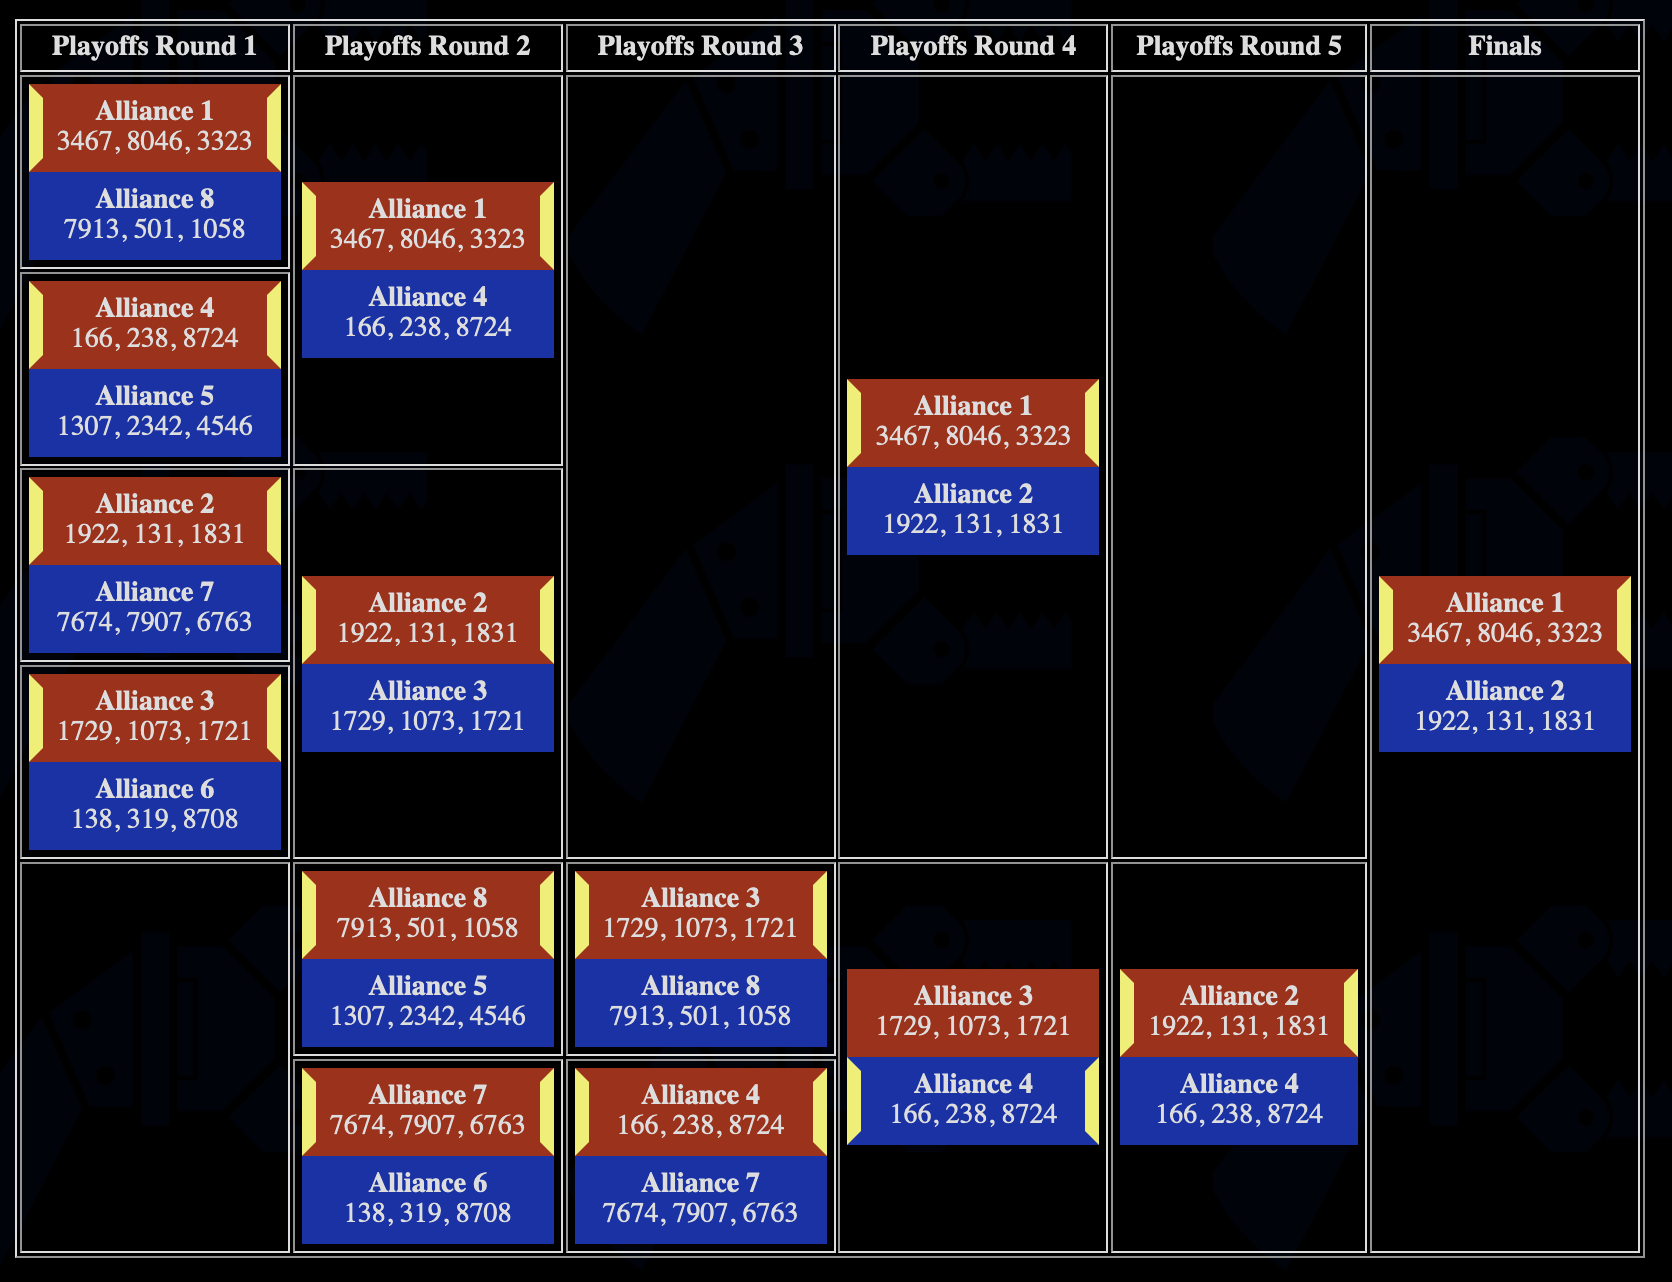 Playoffs Round 1
Playoffs Round 2
Playoffs Round 3
Playoffs Round 4
Playoffs Round 5
Finals
Alliance 1
3467, 8046, 3323
Alliance 8
7913, 501, 1058
Alliance 4
166, 238, 8724
Alliance 5
1307, 2342, 4546
Alliance 2
1922, 131, 1831
Alliance 7
7674, 7907, 6763
Alliance 3
1729, 1073, 1721
Alliance 6
138, 319, 8708
Alliance 1
3467, 8046, 3323
Alliance 4
166, 238, 8724
Alliance 2
1922, 131, 1831
Alliance 3
1729, 1073, 1721
Alliance 8
7913, 501, 1058
Alliance 5
1307, 2342, 4546
Alliance 7
7674, 7907, 6763
Alliance 6
138, 319, 8708
Alliance 3
1729, 1073, 1721
Alliance 8
7913, 501, 1058
Alliance 4
166, 238, 8724
Alliance 7
7674, 7907, 6763
Alliance 1
3467, 8046, 3323
Alliance 2
1922, 131, 1831
Alliance 3
1729, 1073, 1721
Alliance 4
166, 238, 8724
Alliance 2
1922, 131, 1831
Alliance 4
166, 238, 8724
Alliance 1
3467, 8046, 3323
Alliance 2
1922, 131, 1831